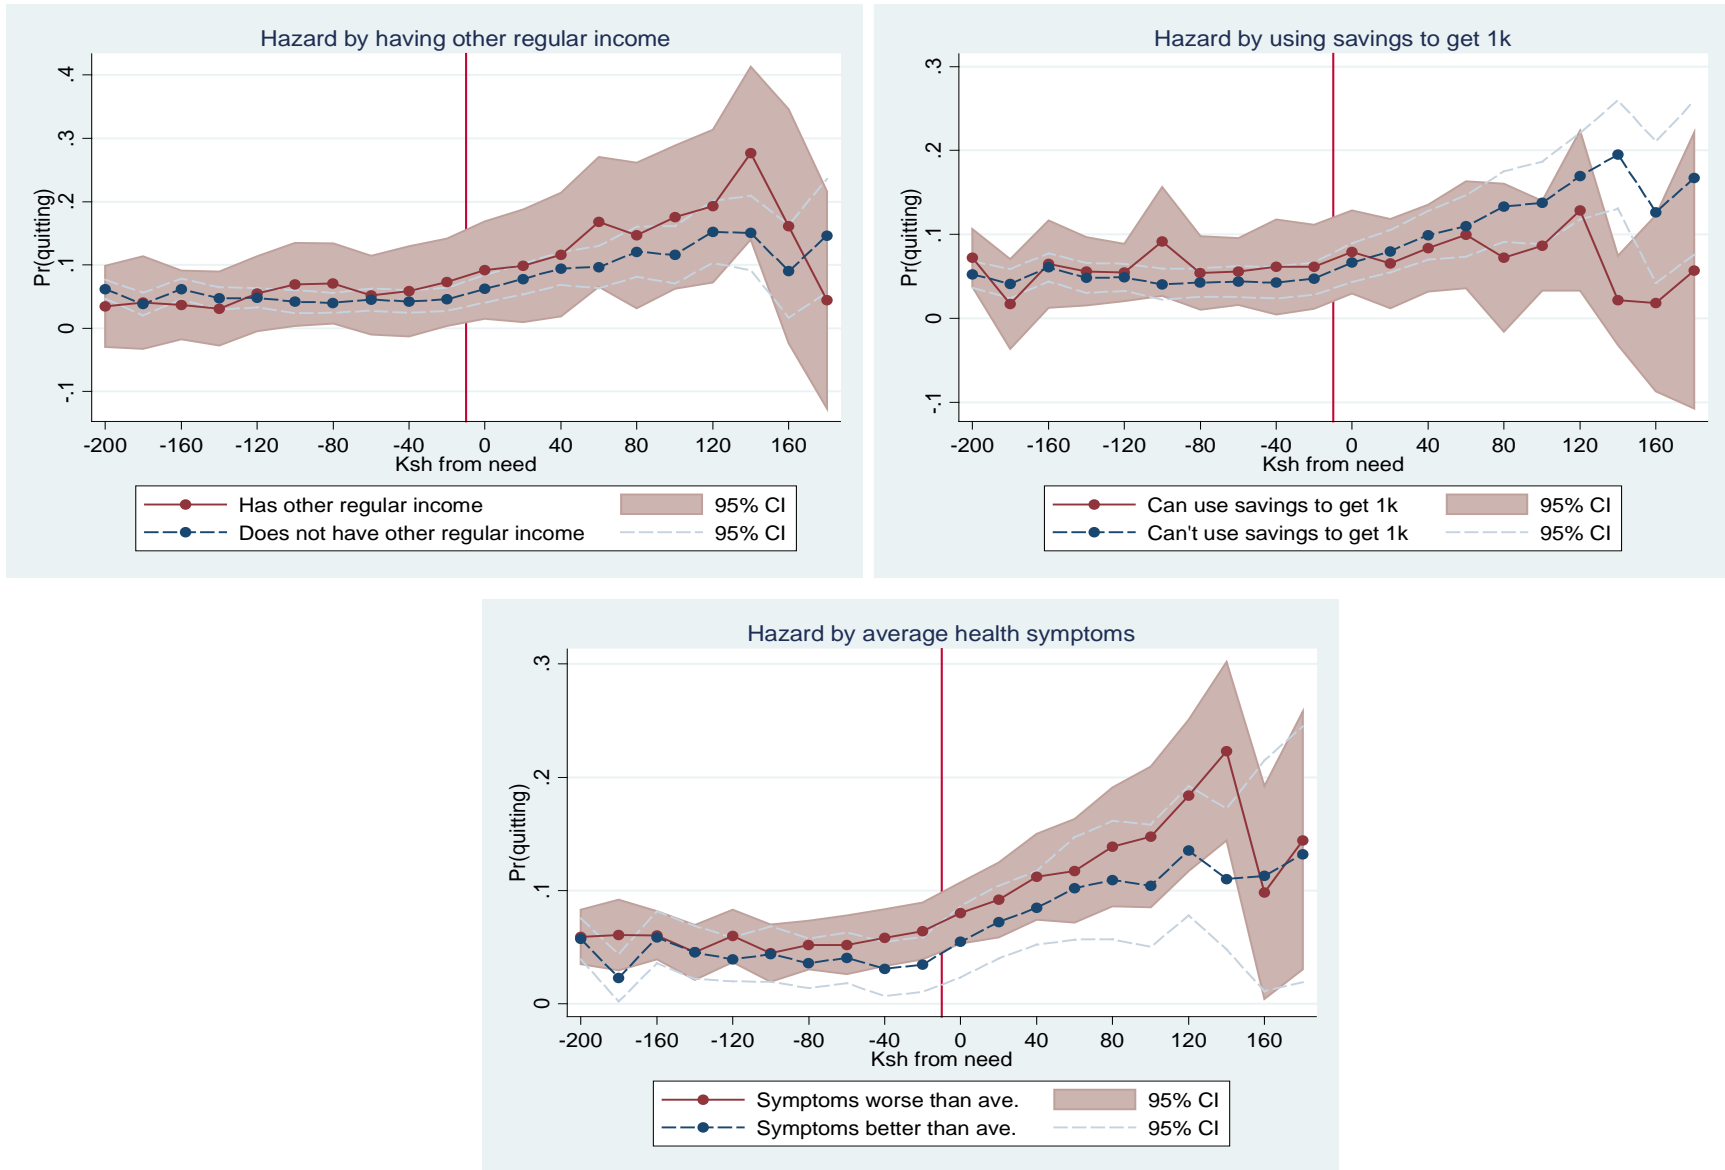 Hazard by having other regular income
Pr(quitting)
.4
.3
.2
.1
0
-.1
-200 -160 -120 -80 -40 0 40 80 120 160
Ksh from need
Has other regular income 95% CI
Does not have other regular income 95% CI
Hazard by using savings to get 1k
Pr(quitting)
.3
.2
.1
0
-.1
-200 -160 -120 -80 -40 0 40 80 120 160
Ksh from need
Can use savings to get 1k 95% CI
Can't use savings to get 1k 95% CI
Hazard by average health symptoms
Pr(quitting)
.3
.2
.1
0
-200 -160 -120 -80 -40 0 40 80 120 160
Ksh from need
Symptoms worse than ave. 95% CI
Symptoms better than ave. 95% CI